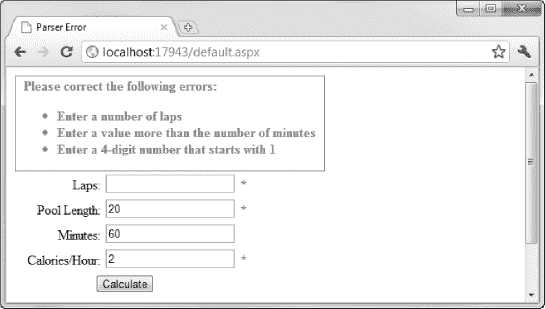 Parser Error
localhost:17943/default.aspx
Please correct the following errors:
• Enter a number of laps
• Enter a value more than the number of minutes
• Enter a 4-digit number that starts with 1
Laps: *
Pool Length: 20 *
Minutes: 60
Calories/Hour: 2 *
Calculate